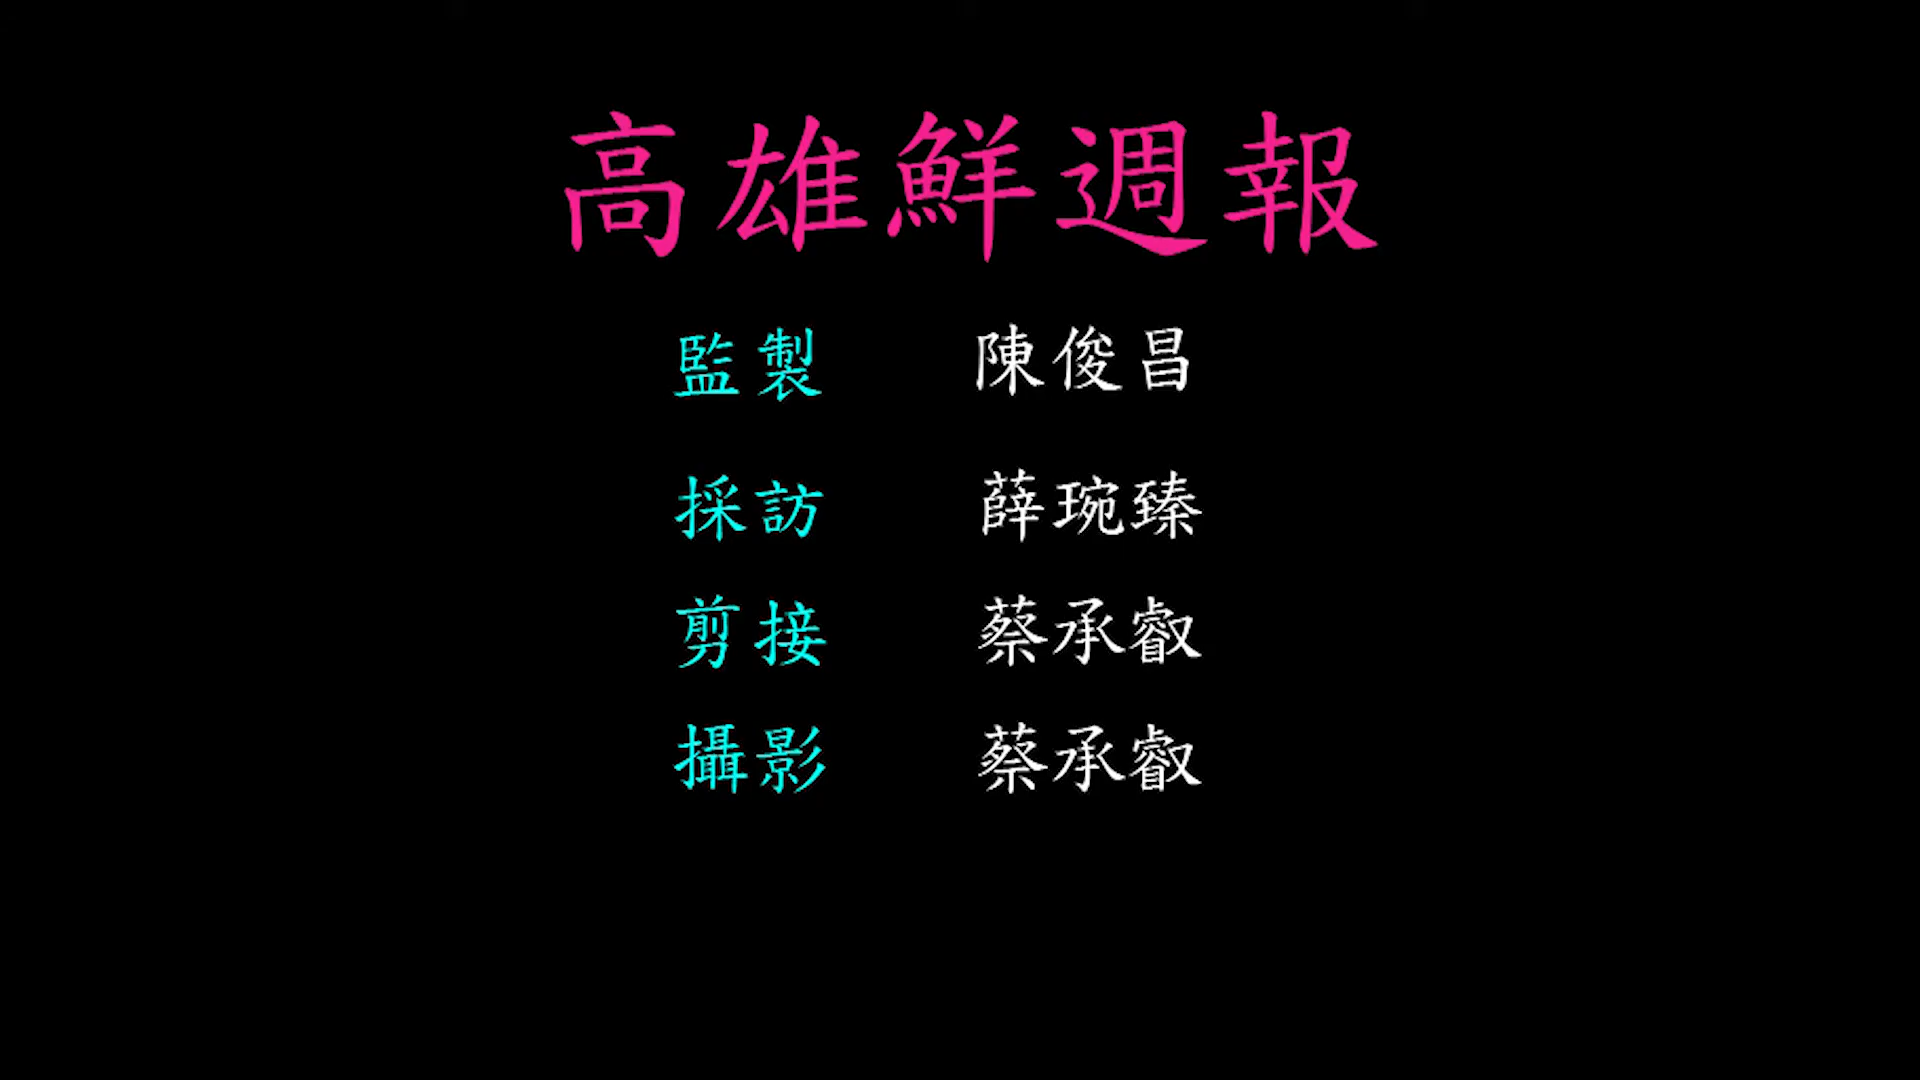 高雄鮮週報
監製 陳俊昌
採訪 薛琬臻
剪接 蔡承叡
攝影 蔡承叡